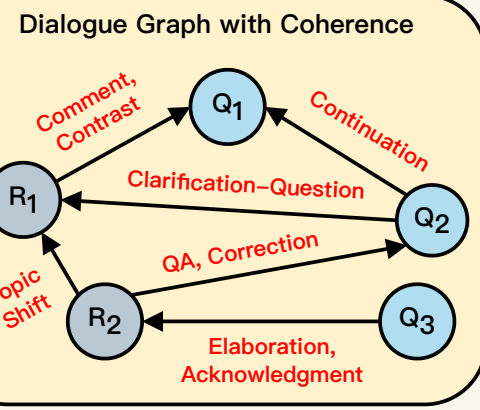 Dialogue Graph with Coherence
Comment,
Contrast
Q1
Continuation
R1
Clarification-Question
Q2
QA, Correction
opic
Shift
R2
Q3
Elaboration,
Acknowledgment